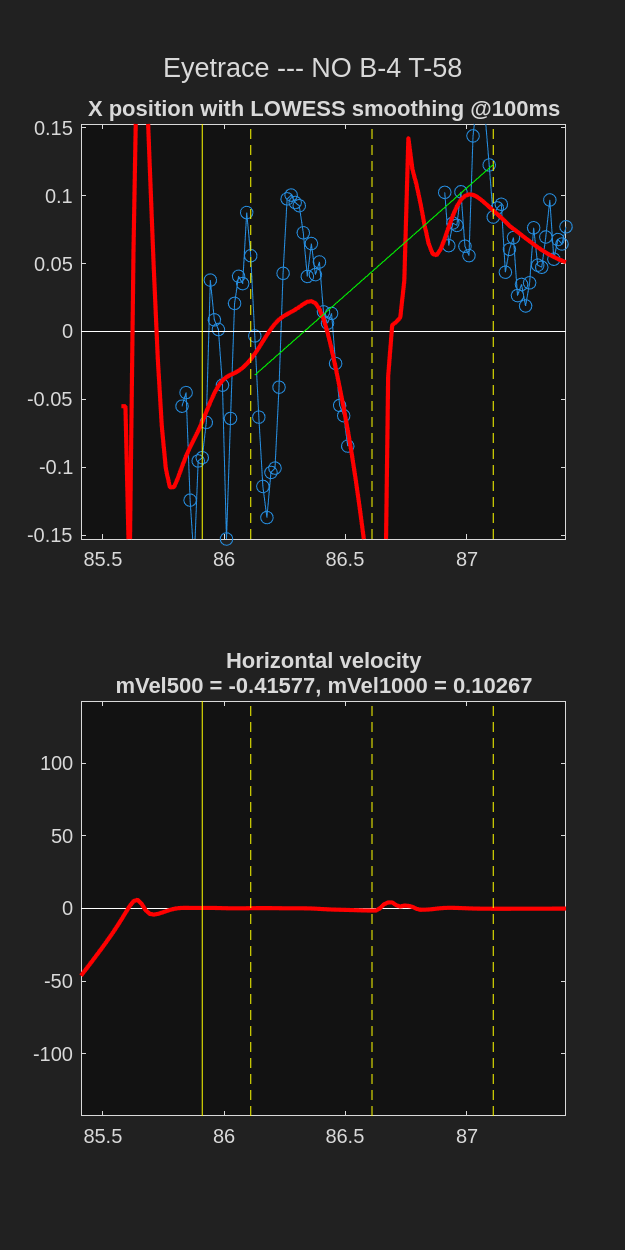 Eyetrace --- NO B-4 T-58
X position with LOWESS smoothing @100ms
0.15
0.1
0.05
0
-0.05
-0.1
-0.15
85.5 86 86.5 87
Horizontal velocity
mVel500 = -0.41577, mVel1000 = 0.10267
100
50
0
-50
-100
85.5 86 86.5 87